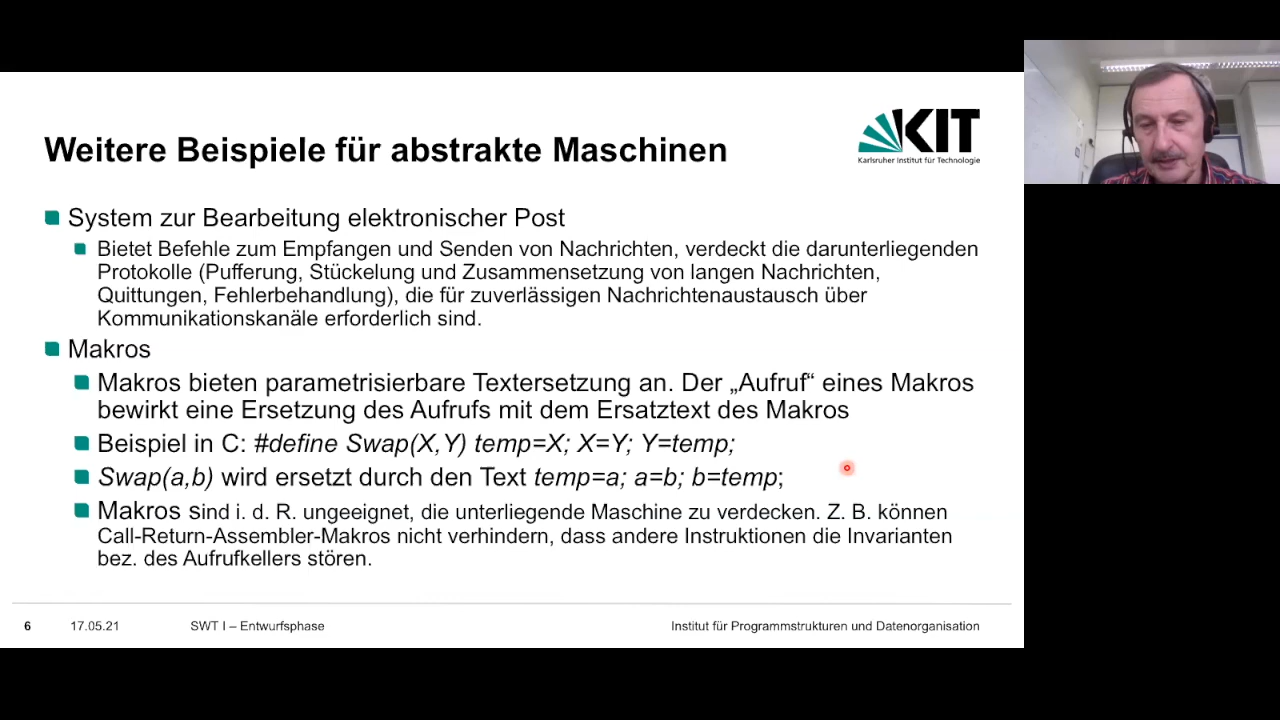 KIT
Karlsruher Institut für Technologie
Weitere Beispiele für abstrakte Maschinen
System zur Bearbeitung elektronischer Post
Bietet Befehle zum Empfangen und Senden von Nachrichten, verdeckt die darunterliegenden
Protokolle (Pufferung, Stückelung und Zusammensetzung von langen Nachrichten,
Quittungen, Fehlerbehandlung), die für zuverlässigen Nachrichtenaustausch über
Kommunikationskanäle erforderlich sind.
Makros
Makros bieten parametrisierbare Textersetzung an. Der „Aufruf“ eines Makros
bewirkt eine Ersetzung des Aufrufs mit dem Ersatztext des Makros
Beispiel in C: #define Swap(X,Y) temp=X; X=Y; Y=temp;
Swap(a,b) wird ersetzt durch den Text temp=a; a=b; b=temp;
Makros sind i. d. R. ungeeignet, die unterliegende Maschine zu verdecken. Z. B. können
Call-Return-Assembler-Makros nicht verhindern, dass andere Instruktionen die Invarianten
bez. des Aufrufkellers stören.
6 17.05.21 SWT I – Entwurfsphase Institut für Programmstrukturen und Datenorganisation